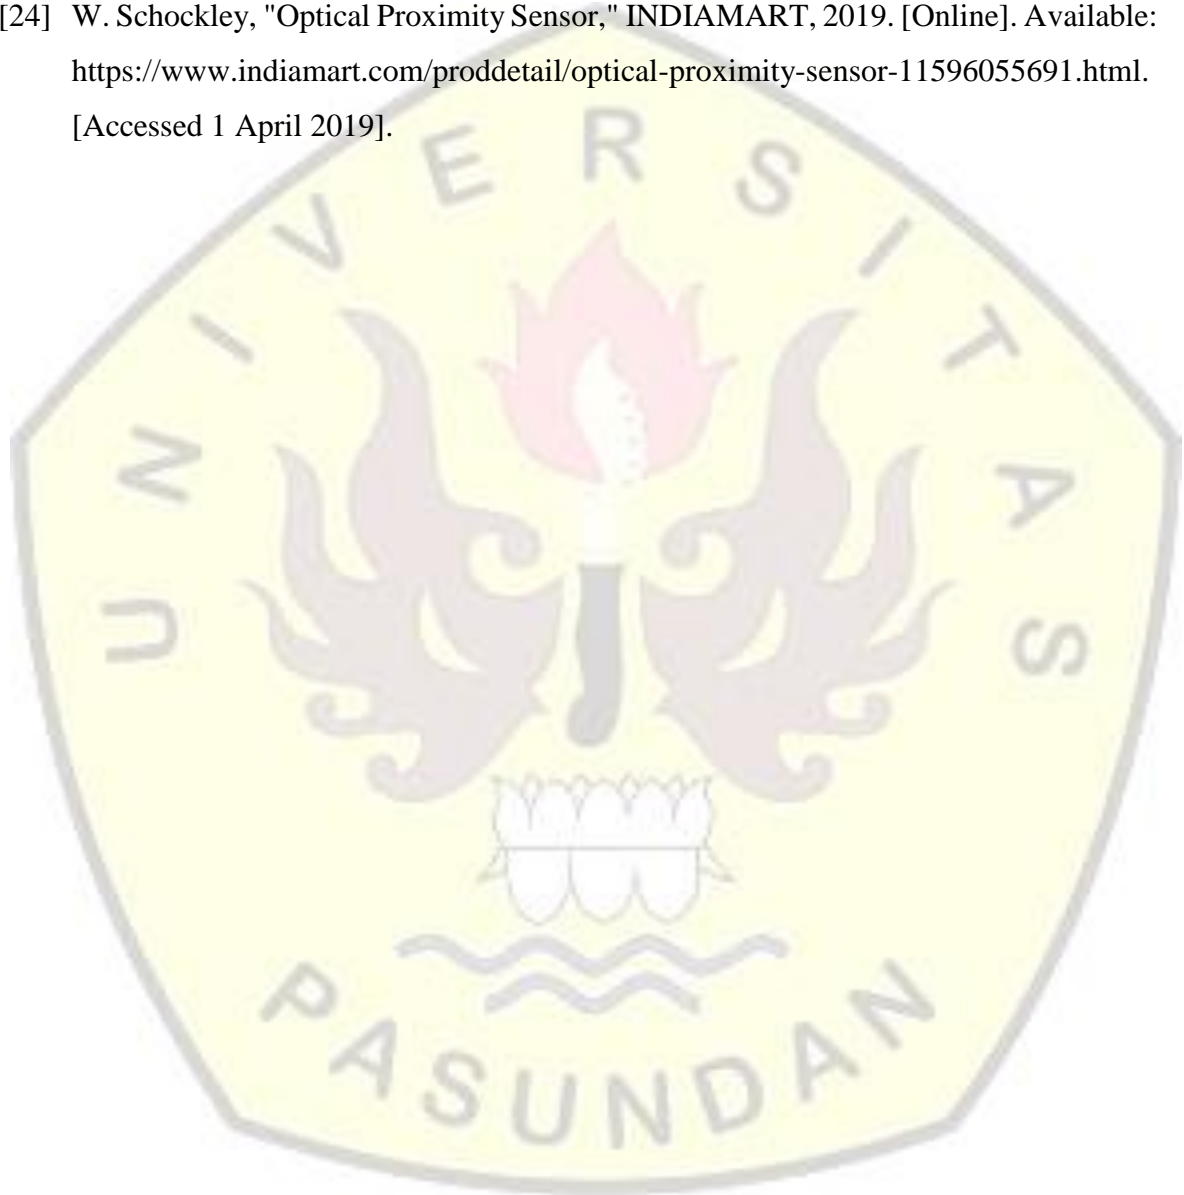 [24] W. Schockley, "Optical Proximity Sensor," INDIAMART, 2019. [Online]. Available:
https://www.indiamart.com/proddetail/optical-proximity-sensor-11596055691.html.
[Accessed 1 April 2019].
UNIVERSITAS
PASUNDAN